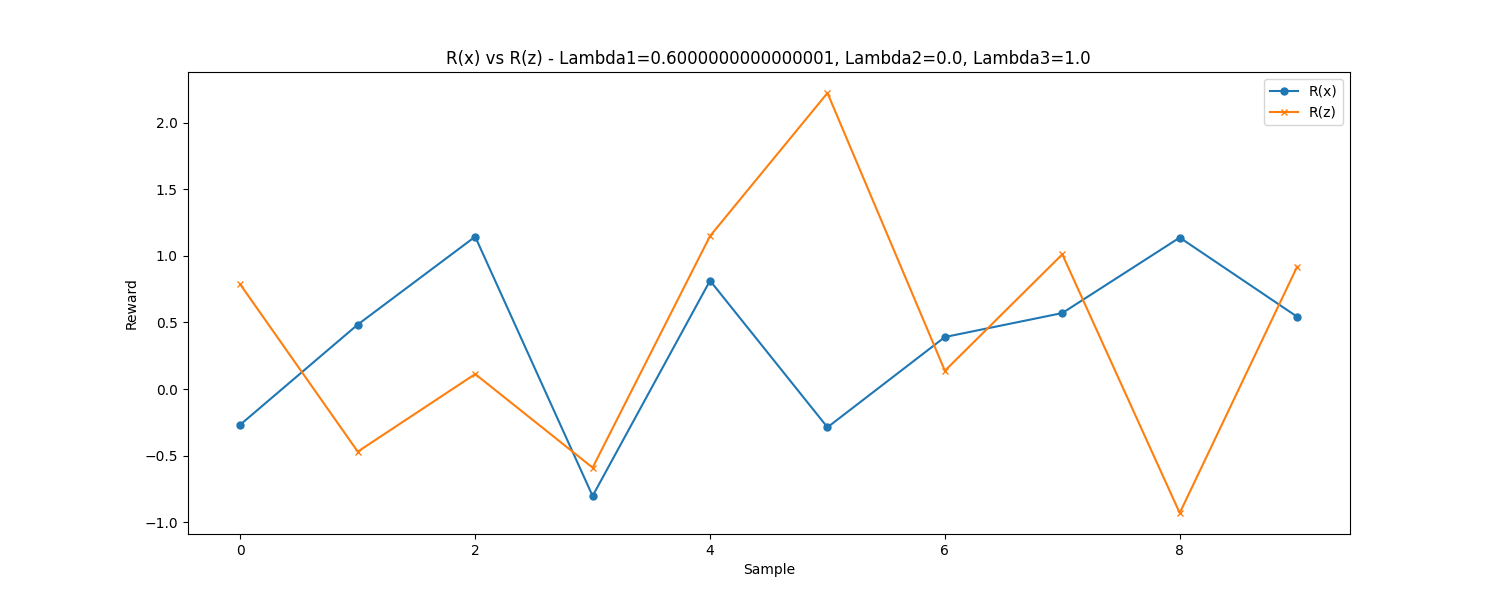 R(x) vs R(z) - Lambda1=0.6000000000000001, Lambda2=0.0, Lambda3=1.0
R(x)
R(z)
2.0
1.5
1.0
0.5
0.0
−0.5
−1.0
Reward
0 2 4 6 8
Sample